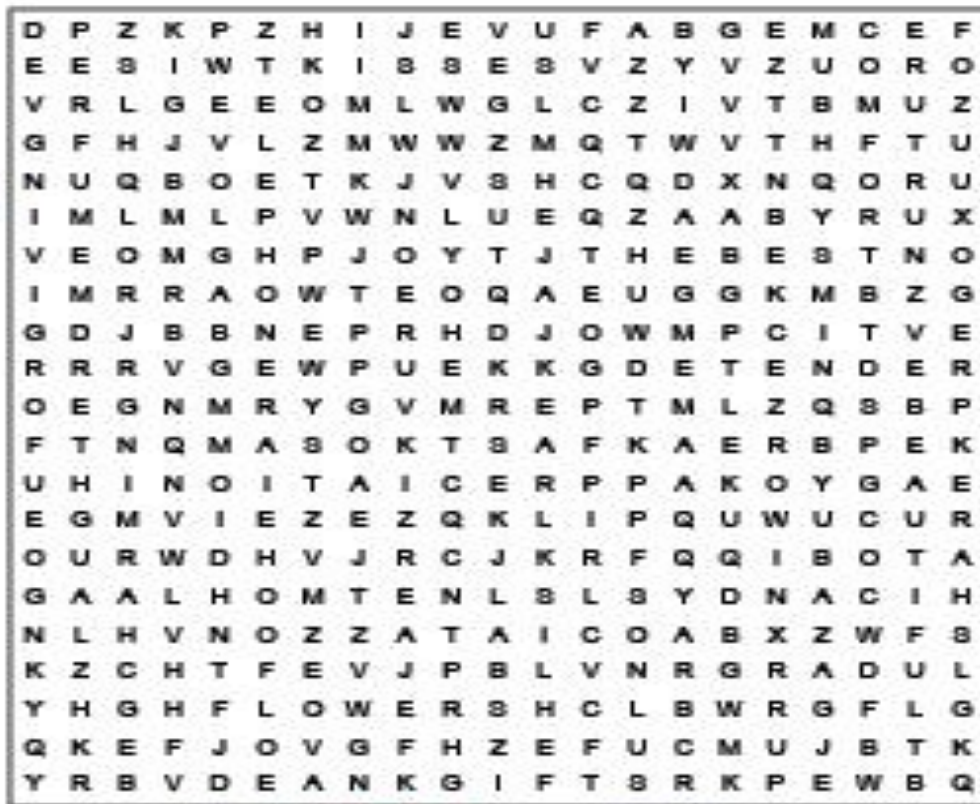 D P Z K P Z H I J E V U F A B G E M C E F
E E S I W T K I S S E S V Z Y V Z U O R O
V R L G E E O M L W G L C Z I V T B M U Z
G F H J V L Z M W W Z M Q T W V T H F T U
N U Q B O E T K J V S H C Q D X N Q O R U
I M L M L P V W N L U E Q Z A A B Y R U X
V E O M G H P J O Y T J T H E B E S T N O
I M R R A O W T E O Q A E U G G K M B Z G
G D J B B N E P R H D J O W M P C I T V E
R R R V G E W P U E K K G D E T E N D E R
O E G N M R Y G V M R E P T M L Z Q S B P
F T N Q M A S O K T S A F K A E R B P E K
U H I N O I T A I C E R P P A K O Y G A E
E G M V I E Z E Z Q K L I P Q U W U C U R
O U R W D H V J R C J K R F Q Q I B O T A
G A A L H O M T E N L S L S Y D N A C I H
N L H V N O Z Z A T A I C O A B X Z W F S
K Z C H T F E V J P B L V N R G R A D U L
Y H G H F L O W E R S H C L B W R G F L G
Q K E F J O V G F H Z E F U C M U J B T K
Y R B V D E A N K G I F T S R K P E W B Q